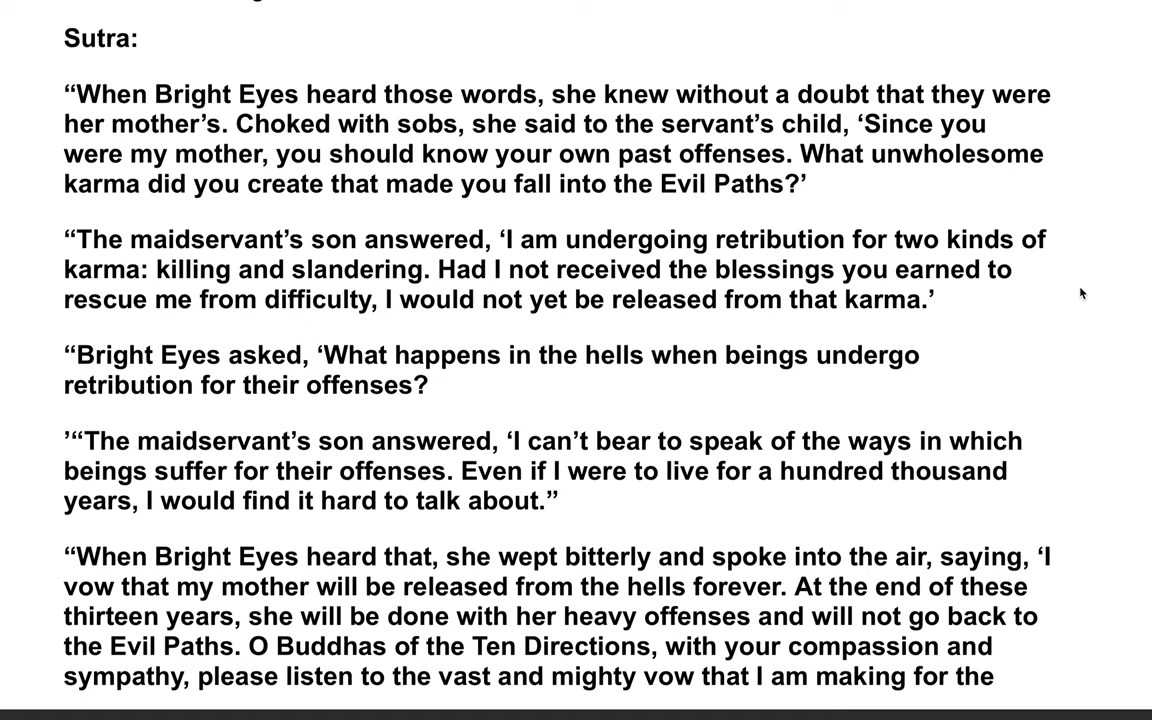 Sutra:
“When Bright Eyes heard those words, she knew without a doubt that they were
her mother’s. Choked with sobs, she said to the servant’s child, ‘Since you
were my mother, you should know your own past offenses. What unwholesome
karma did you create that made you fall into the Evil Paths?’
“The maidservant’s son answered, ‘I am undergoing retribution for two kinds of
karma: killing and slandering. Had I not received the blessings you earned to
rescue me from difficulty, I would not yet be released from that karma.’
“Bright Eyes asked, ‘What happens in the hells when beings undergo
retribution for their offenses?
’“The maidservant’s son answered, ‘I can’t bear to speak of the ways in which
beings suffer for their offenses. Even if I were to live for a hundred thousand
years, I would find it hard to talk about.”
“When Bright Eyes heard that, she wept bitterly and spoke into the air, saying, ‘I
vow that my mother will be released from the hells forever. At the end of these
thirteen years, she will be done with her heavy offenses and will not go back to
the Evil Paths. O Buddhas of the Ten Directions, with your compassion and
sympathy, please listen to the vast and mighty vow that I am making for the